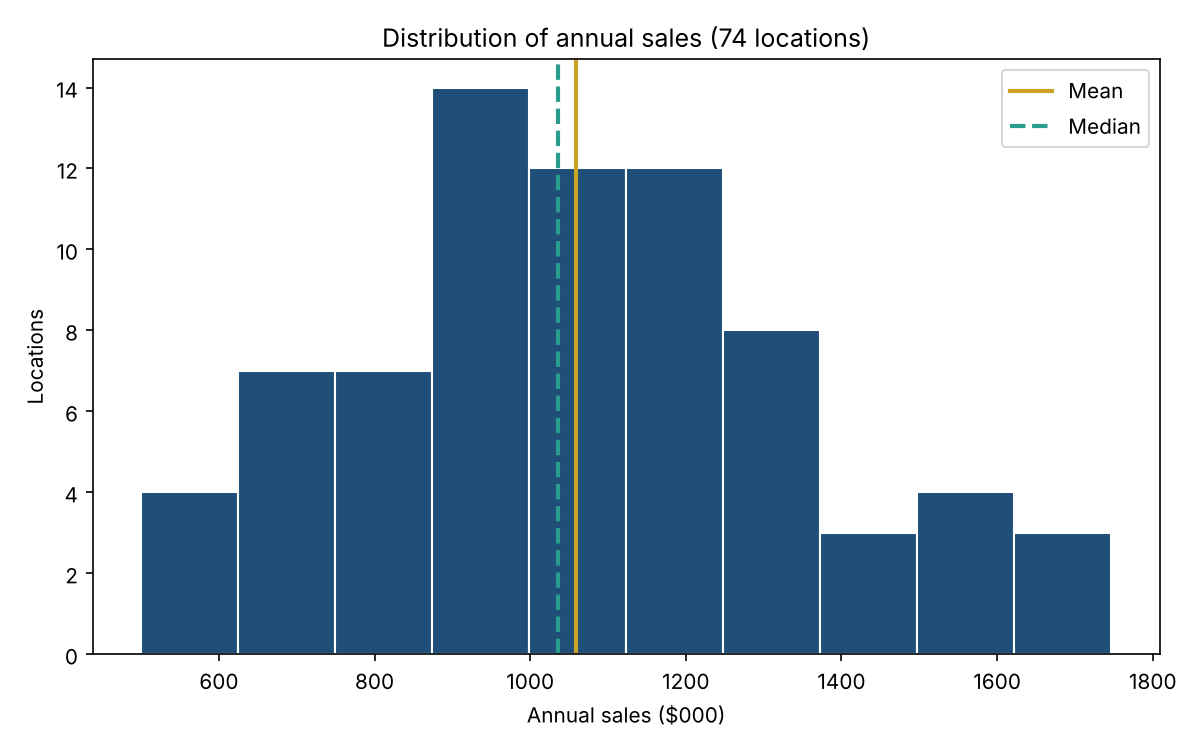 Distribution of annual sales (74 locations)
Mean
Median
14
12
10
8
6
4
2
0
Locations
600 800 1000 1200 1400 1600 1800
Annual sales ($000)